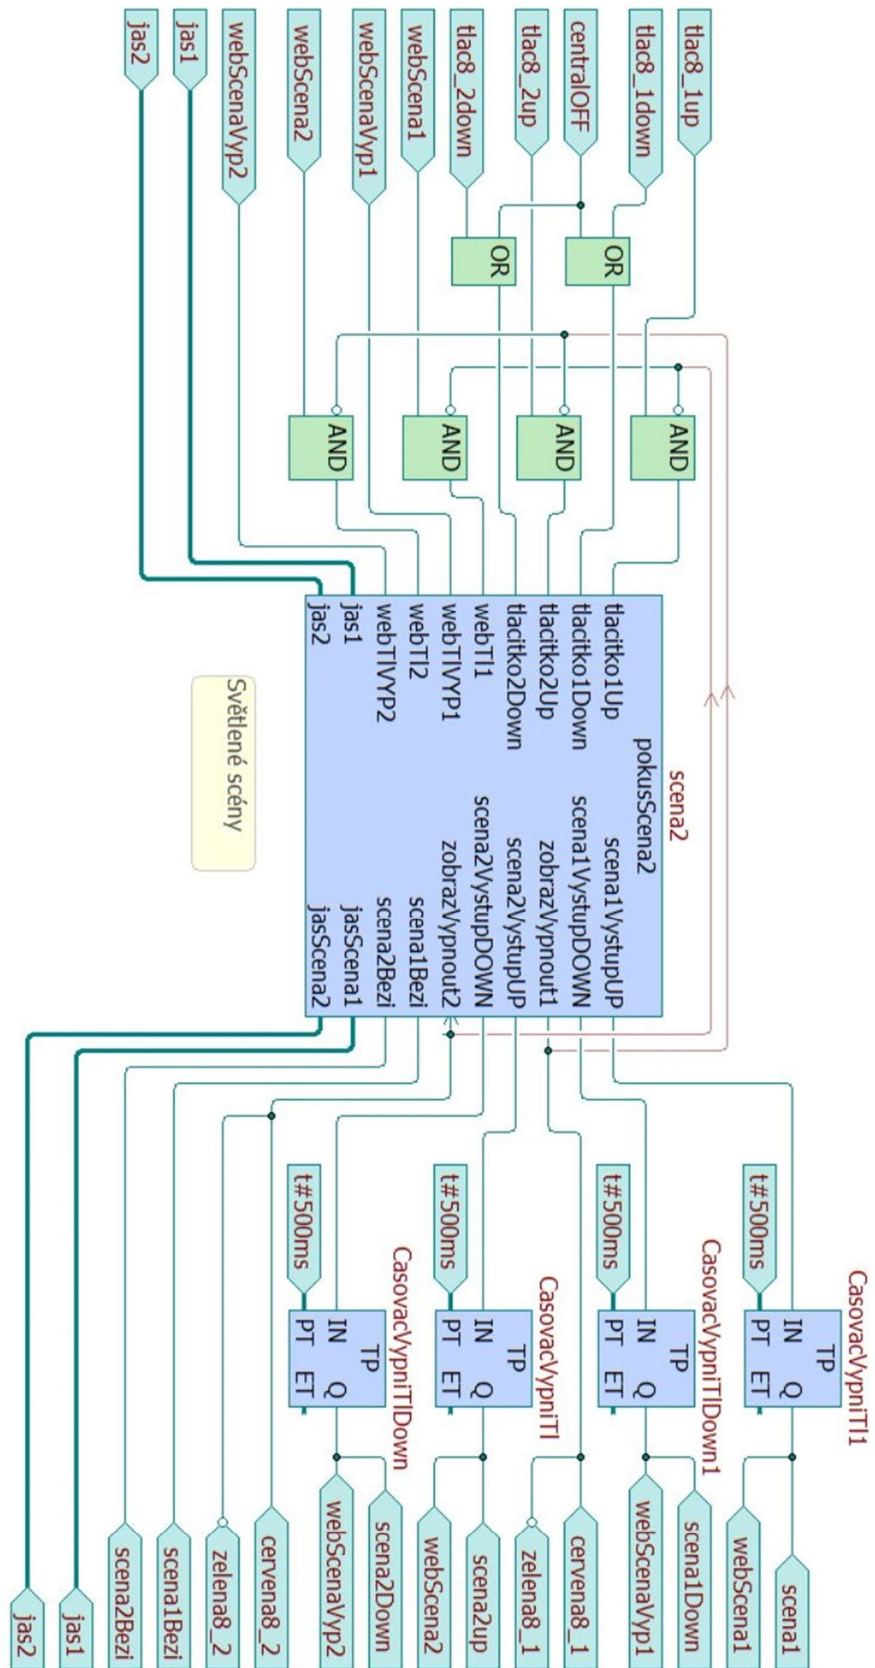 tlac8_1up
tlac8_1down
centralOFF
tlac8_2up
tlac8_2down
webScena1
webScenaVyp1
webScena2
webScenaVyp2
jas1
jas2
OR
OR
AND
AND
AND
AND
scena2
pokusScena2
tlacitko1Up
tlacitko1Down
tlacitko2Up
tlacitko2Down
webTl1
webTlVYP1
webTl2
webTlVYP2
jas1
jas2
scena1VystupUP
scena1VystupDOWN
zobrazVypnout1
scena2VystupUP
scena2VystupDOWN
zobrazVypnout2
scena1Bezi
scena2Bezi
jasScena1
jasScena2
Světlené scény
CasovacVypniTl1
TP
IN Q
PT ET
t#500ms
CasovacVypniTlDown1
TP
IN Q
PT ET
t#500ms
CasovacVypniTl
TP
IN Q
PT ET
t#500ms
CasovacVypniTlDown
TP
IN Q
PT ET
t#500ms
scena1
webScena1
scena1Down
webScenaVyp1
cervena8_1
zelena8_1
scena2up
webScena2
scena2Down
webScenaVyp2
cervena8_2
zelena8_2
scena1Bezi
scena2Bezi
jas1
jas2